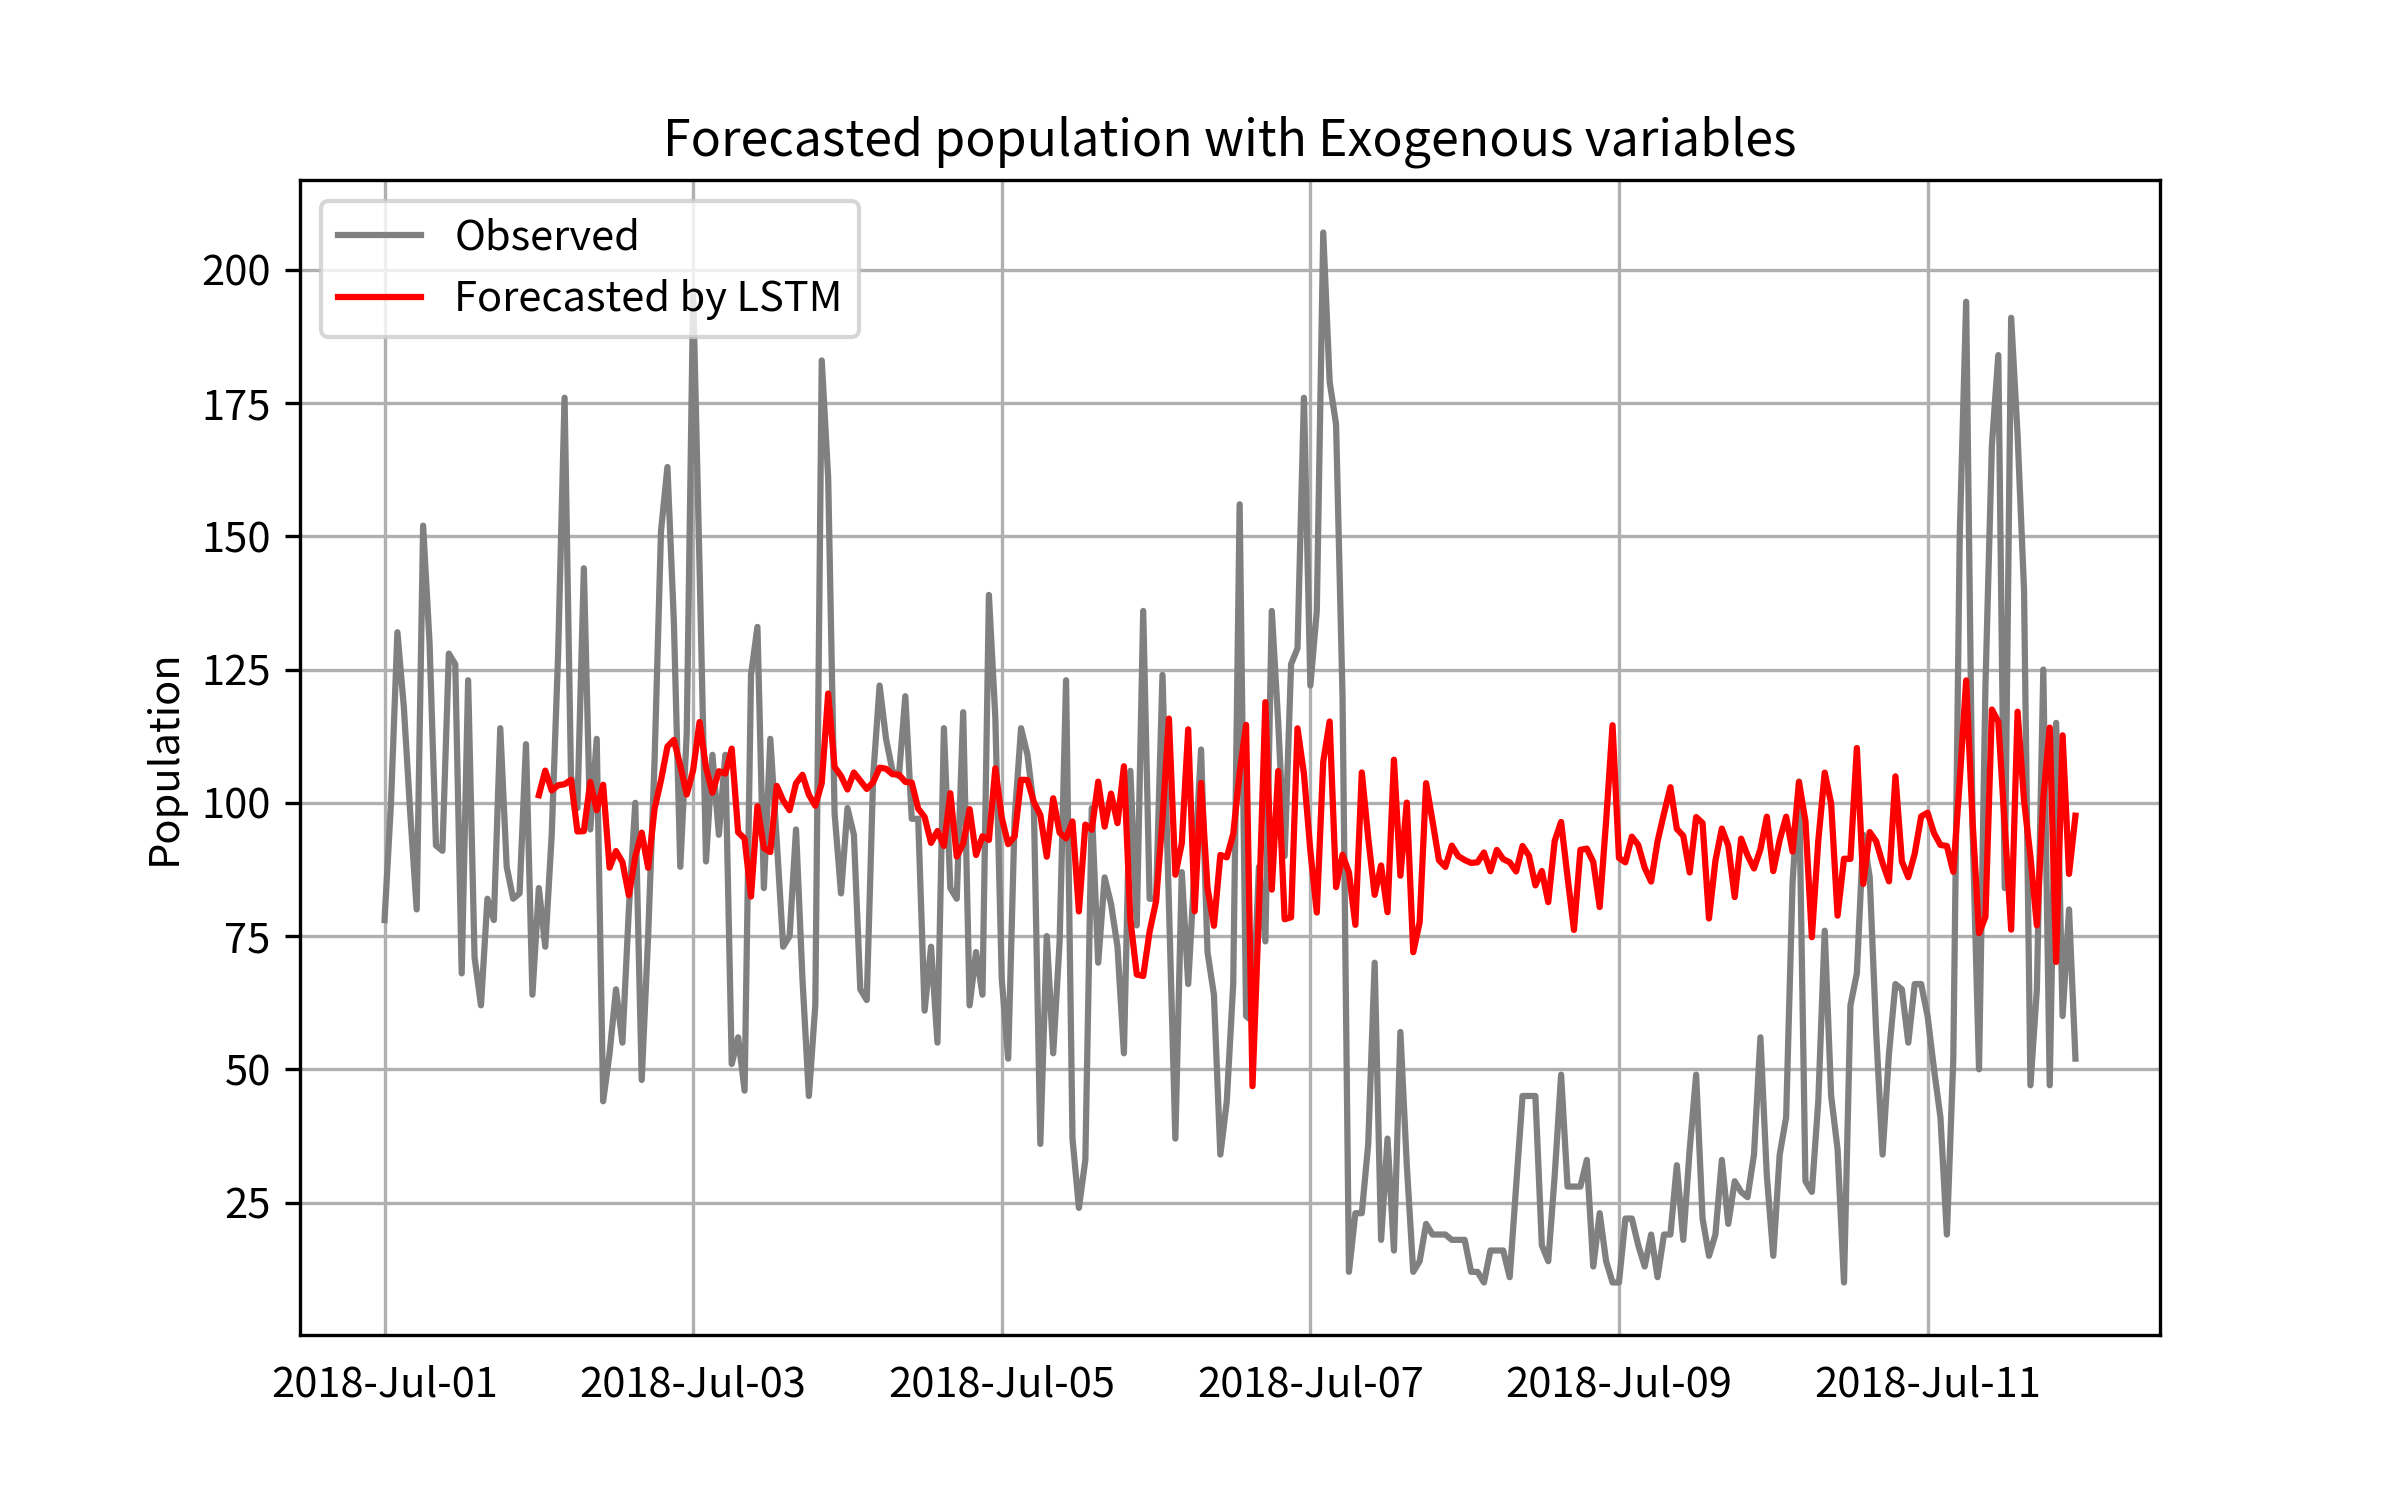 Forecasted population with Exogenous variables
Observed
Forecasted by LSTM
Population
200
175
150
125
100
75
50
25
2018-Jul-01
2018-Jul-03
2018-Jul-05
2018-Jul-07
2018-Jul-09
2018-Jul-11